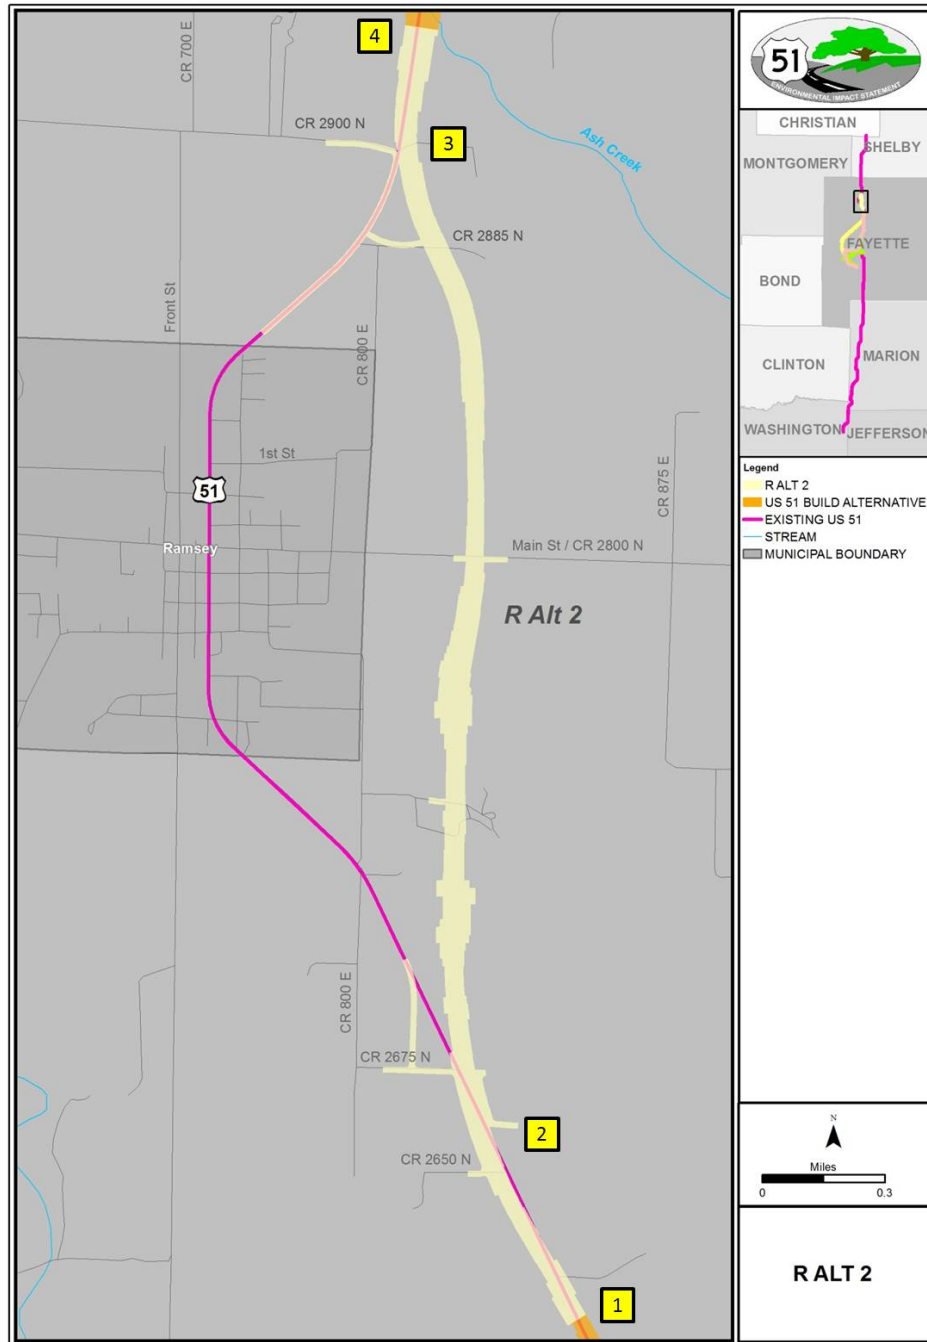 4
CR 700 E
CR 2900 N
3
Ash Creek
CR 2885 N
Front St
CR 800 E
1st St
51
CR 875 E
Ramsey
Main St / CR 2800 N
R Alt 2
CR 800 E
CR 2675 N
2
CR 2650 N
1
51
ENVIRONMENTAL IMPACT STATEMENT
CHRISTIAN
SHELBY
MONTGOMERY
FAYETTE
BOND
MARION
CLINTON
WASHINGTON
JEFFERSON
Legend
R ALT 2
US 51 BUILD ALTERNATIVE
EXISTING US 51
STREAM
MUNICIPAL BOUNDARY
N
Miles
0 0.3
R ALT 2